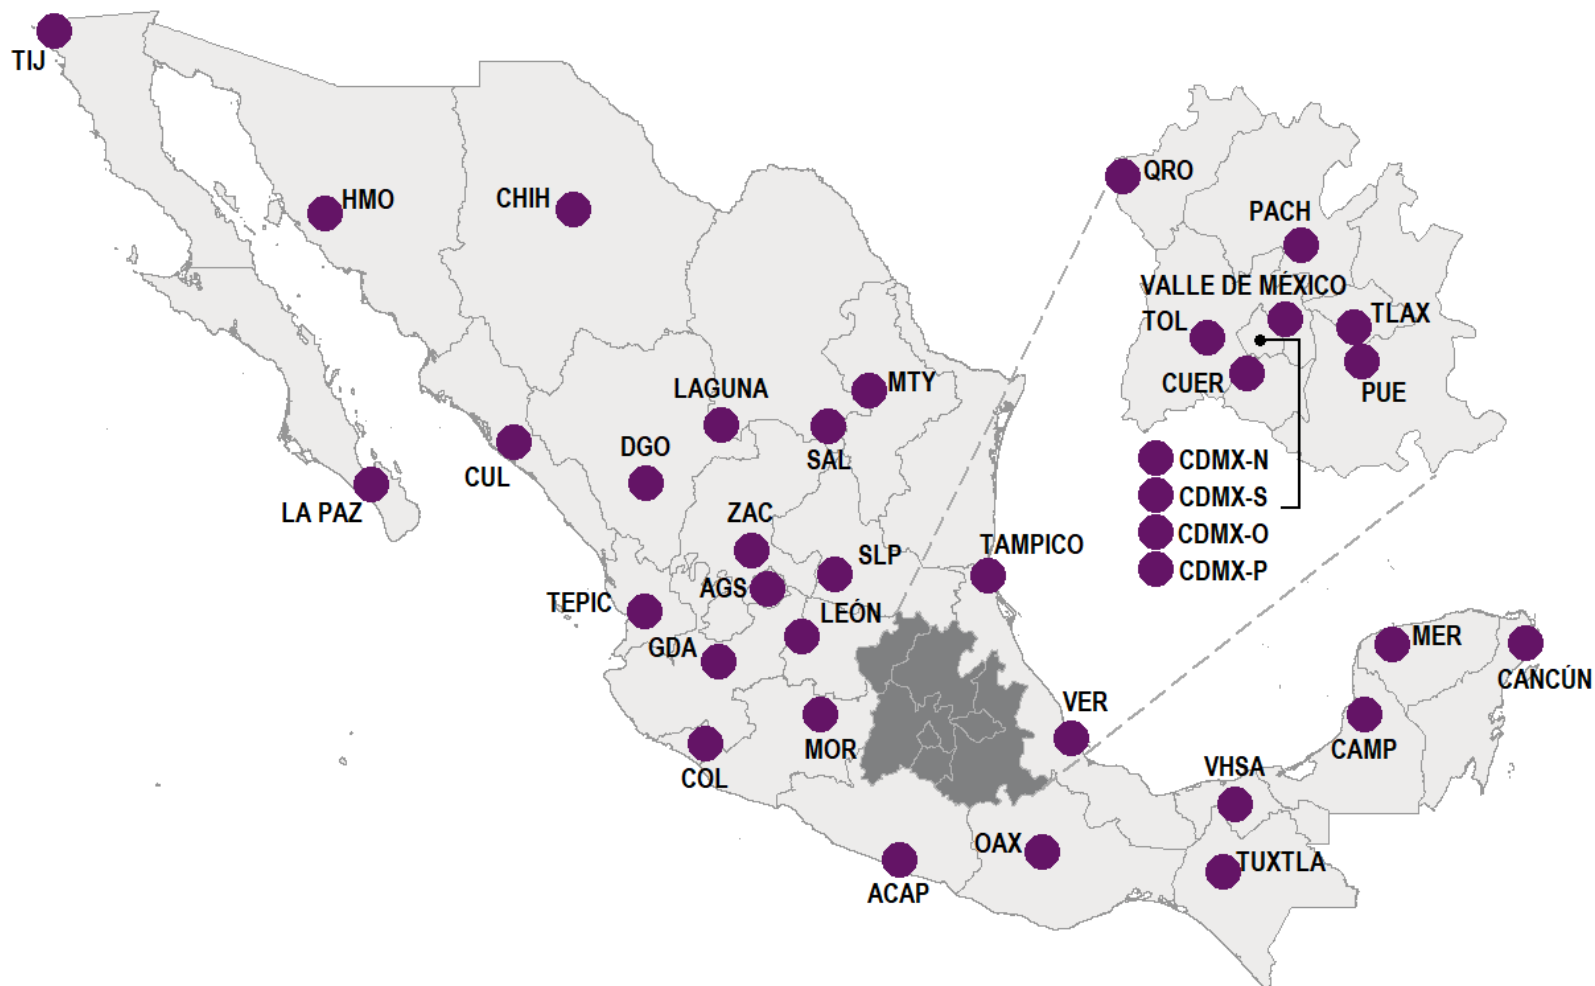 TIJ
QRO
HMO
CHIH
PACH
VALLE DE MÉXICO
TOL
TLAX
CUER
PUE
LAGUNA
MTY
DGO
SAL
CUL
LA PAZ
CDMX-N
CDMX-S
CDMX-O
CDMX-P
ZAC
SLP
TAMPICO
AGS
TEPIC
LEÓN
GDA
MER
CANCÚN
VER
MOR
CAMP
COL
VHSA
OAX
TUXTLA
ACAP